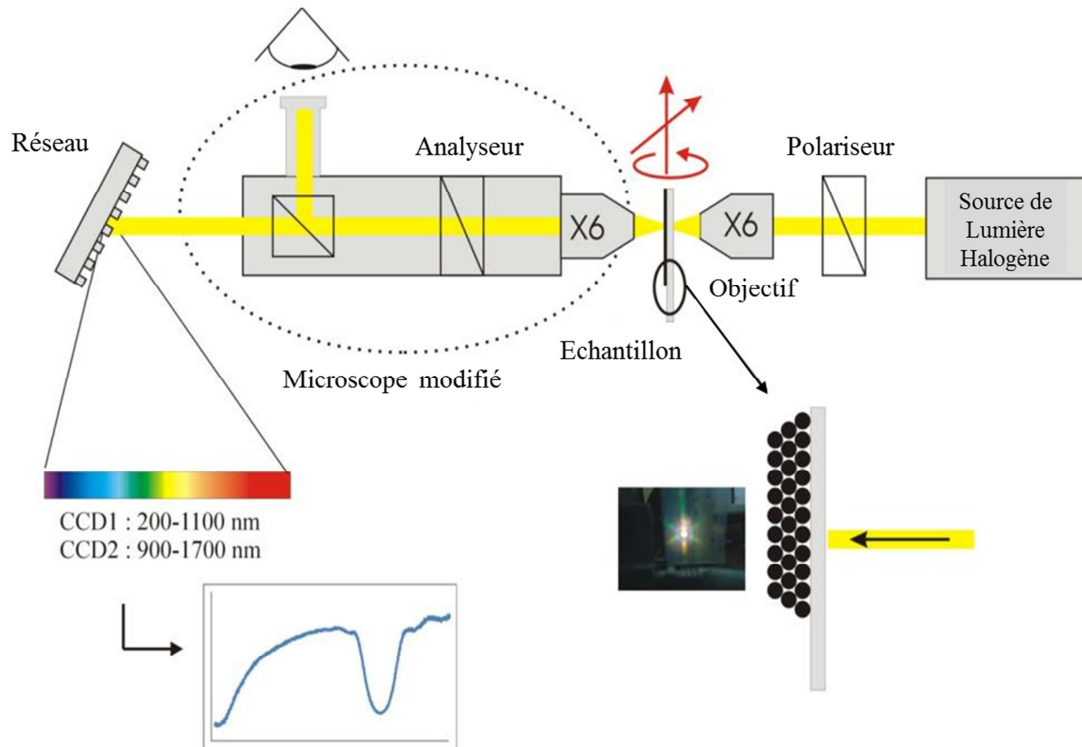 Réseau
Analyseur
Polariseur
X6
X6
Source de
Lumière
Halogène
Objectif
Echantillon
Microscope modifié
CCD1 : 200-1100 nm
CCD2 : 900-1700 nm